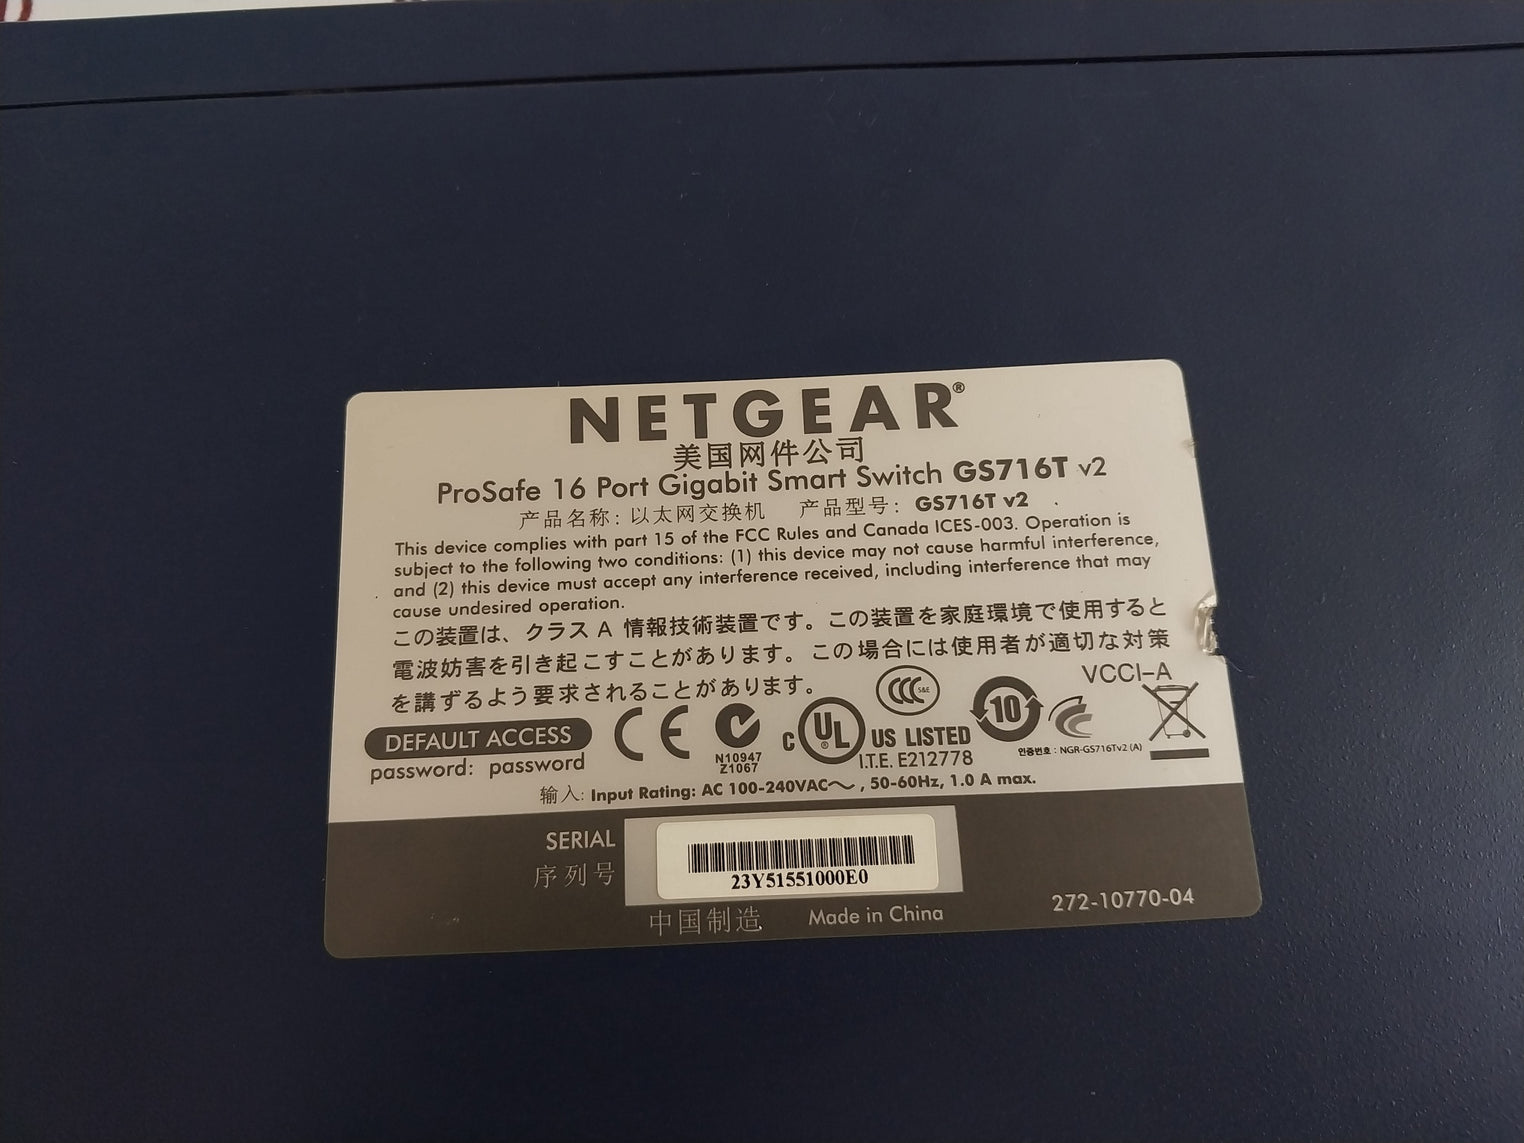 NETGEAR®
美国网件公司
ProSafe 16 Port Gigabit Smart Switch GS716T v2
产品名称: 以太网交换机 产品型号: GS716T v2
This device complies with part 15 of the FCC Rules and Canada ICES-003. Operation is
subject to the following two conditions: (1) this device may not cause harmful interference,
and (2) this device must accept any interference received, including interference that may
cause undesired operation.
この装置は、クラス A 情報技術装置です。この装置を家庭環境で使用すると
電波妨害を引き起こすことがあります。この場合には使用者が適切な対策
を講ずるよう要求されることがあります。
VCCI-A
DEFAULT ACCESS
password: password
CE
N10947
Z1067
c UL ® US LISTED
I.T.E. E212778
CCC S&E
10
인증번호 : NGR-GS716Tv2 (A)
输入: Input Rating: AC 100-240VAC～, 50-60Hz, 1.0 A max.
SERIAL
序列号
23Y51551000E0
中国制造 Made in China
272-10770-04